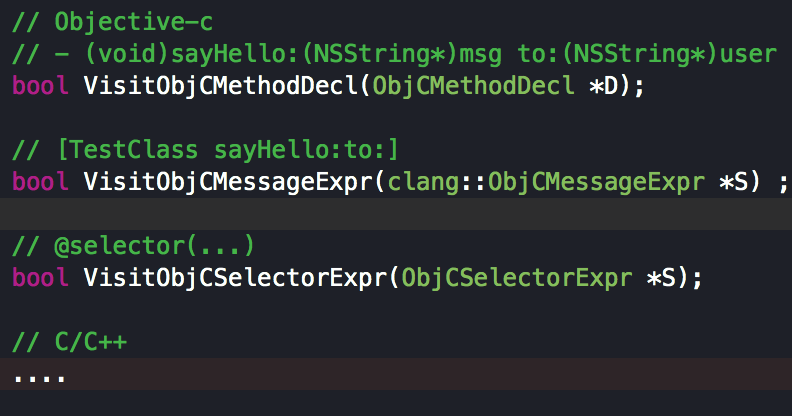 // Objective-c
// - (void)sayHello:(NSString*)msg to:(NSString*)user
bool VisitObjCMethodDecl(ObjCMethodDecl *D);
// [TestClass sayHello:to:]
bool VisitObjCMessageExpr(clang::ObjCMessageExpr *S) ;
// @selector(...)
bool VisitObjCSelectorExpr(ObjCSelectorExpr *S);
// C/C++
....